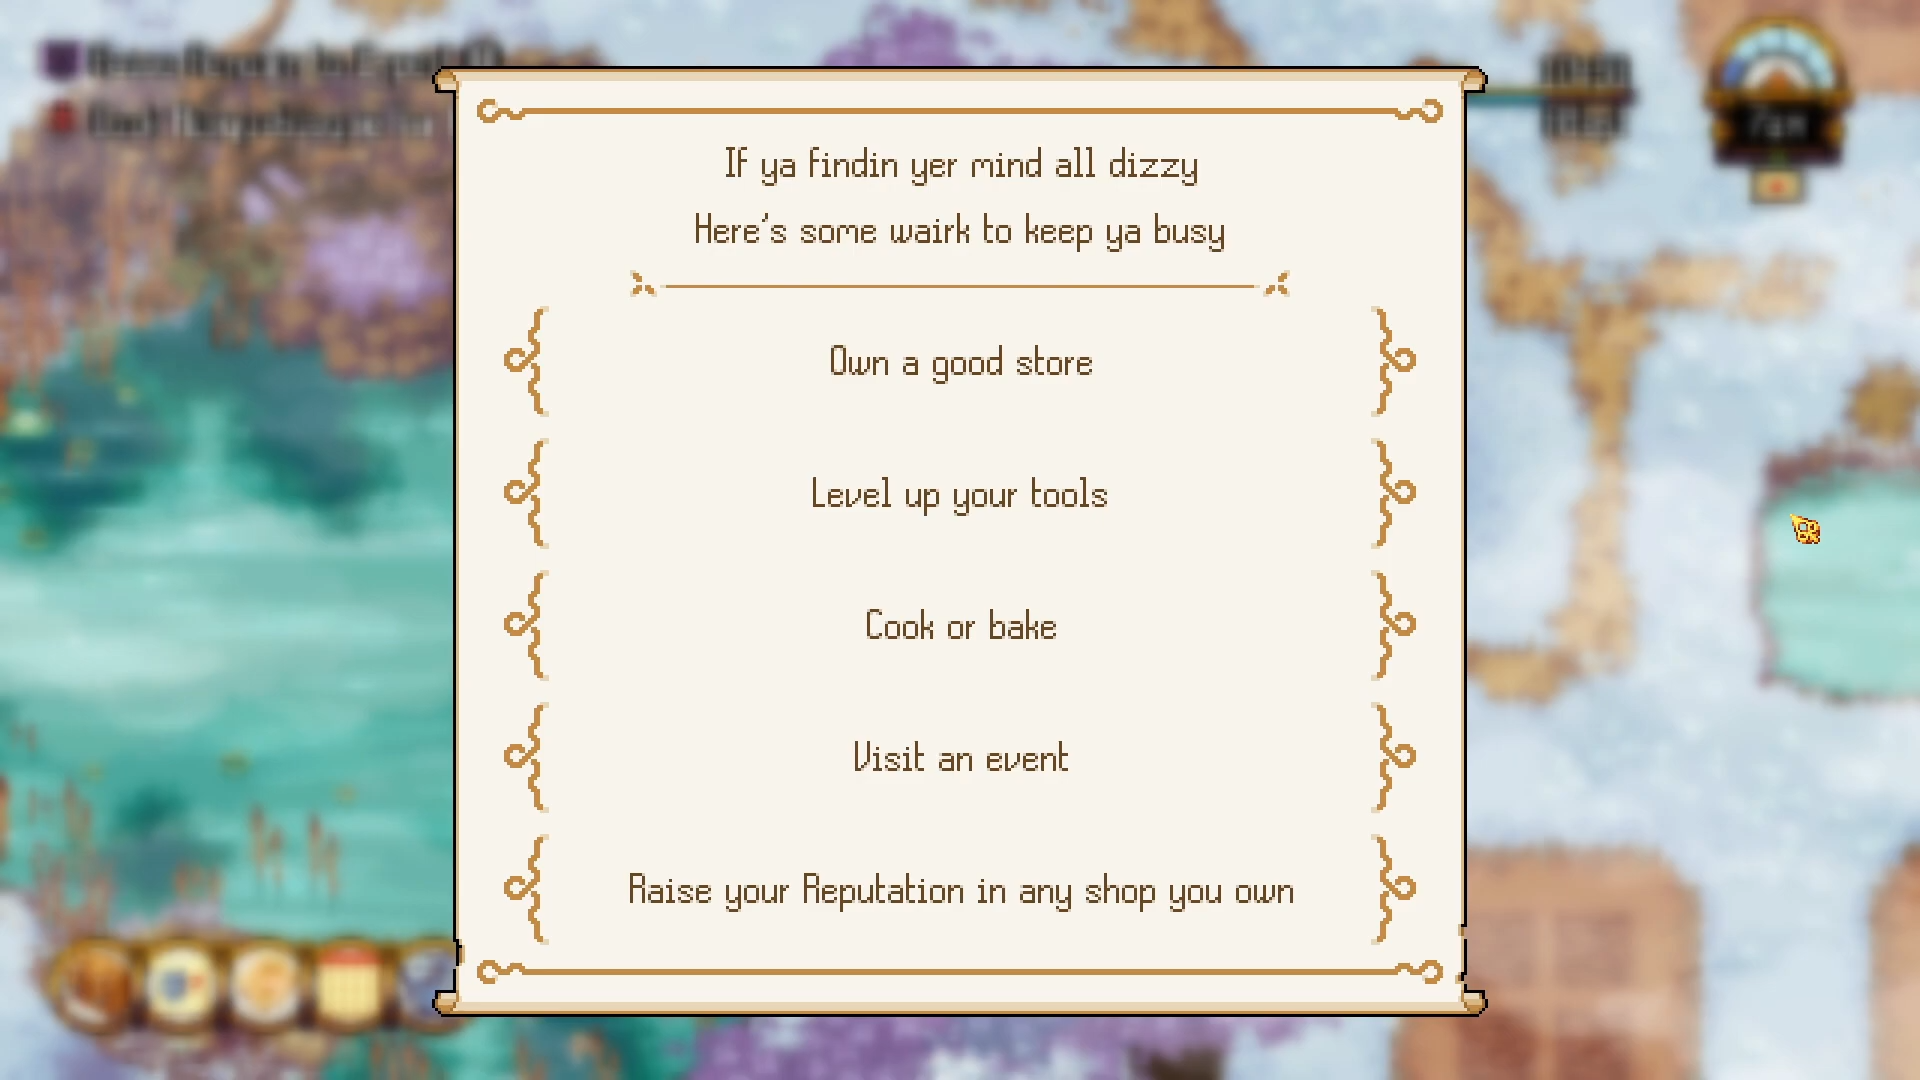 If ya findin yer mind all dizzy
Here's some wairk to keep ya busy
Own a good store
Level up your tools
Cook or bake
Visit an event
Raise your Reputation in any shop you own